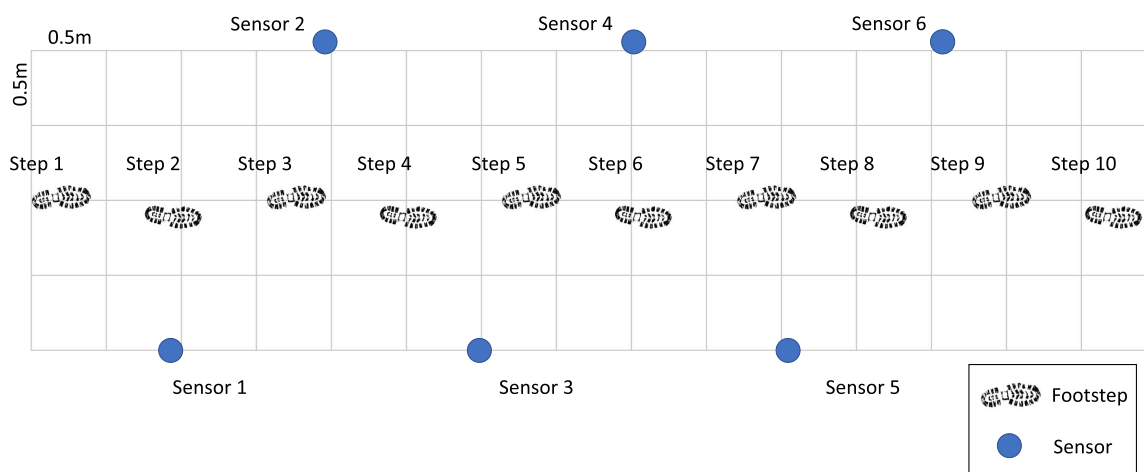 Sensor 2
Sensor 4
Sensor 6
0.5m
0.5m
Step 1
Step 2
Step 3
Step 4
Step 5
Step 6
Step 7
Step 8
Step 9
Step 10
Sensor 1
Sensor 3
Sensor 5
Footstep
Sensor